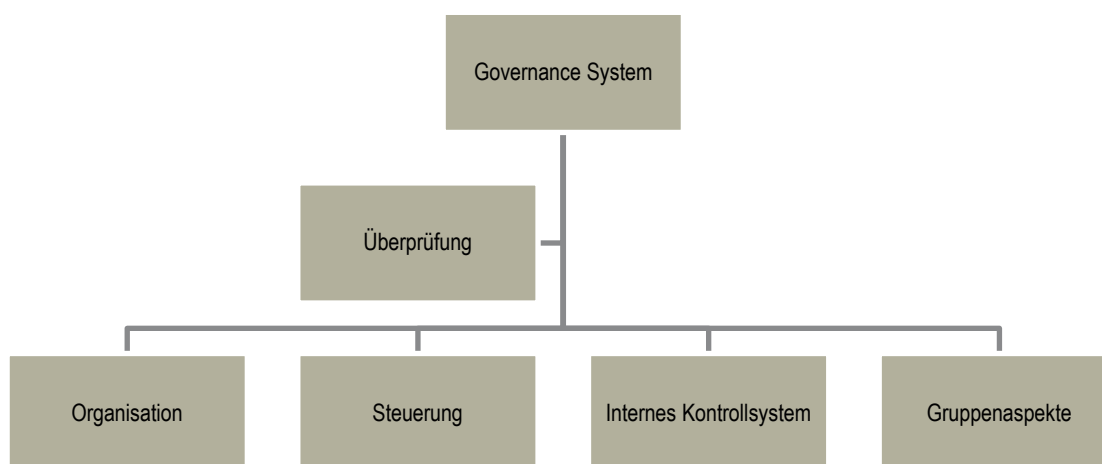 Governance System
Überprüfung
Organisation
Steuerung
Internes Kontrollsystem
Gruppenaspekte